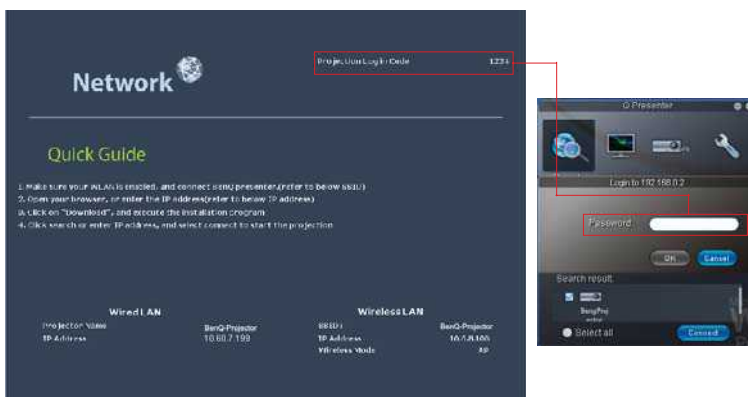 Projection Login Code 1234
Network
Quick Guide
1. Make sure your WLAN is enabled, and connect BenQ presenter.(refer to below SSID)
2. Open your browser, or enter the IP address(refer to below IP address)
3. Click on "Download", and execute the installation program
4. Click search or enter IP address, and select connect to start the projection
Wired LAN
Projector Name BenQ-Projector
IP Address 10.60.7.199
Wireless LAN
SSID: BenQ-Projector
IP Address
Wireless Mode AP
Q Presenter
Login to 192.168.0.2
Password
OK Cancel
Search result
BenqProj
ector
Select all Connect